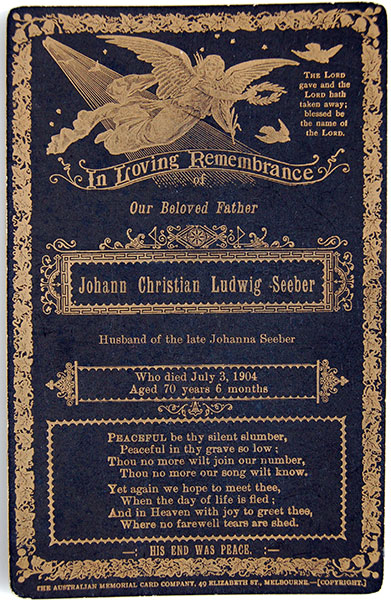 The Lord
gave and the
Lord hath
taken away;
blessed be
the name of
the Lord.
In Loving Remembrance
of
Our Beloved Father
Johann Christian Ludwig Seeber
Husband of the late Johanna Seeber
Who died July 3, 1904
Aged 70 years 6 months
Peaceful be thy silent slumber,
Peaceful in thy grave so low;
Thou no more wilt join our number,
Thou no more our song wilt know.
Yet again we hope to meet thee,
When the day of life is fled;
And in Heaven with joy to greet thee,
Where no farewell tears are shed.
—: HIS END WAS PEACE. :—
THE AUSTRALIAN MEMORIAL CARD COMPANY, 49 ELIZABETH ST., MELBOURNE.—[COPYRIGHT.]